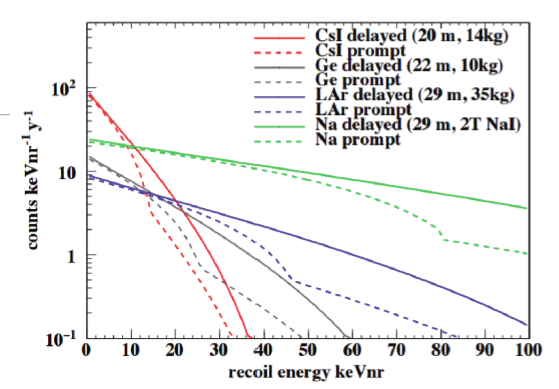 CsI delayed (20 m, 14kg)
CsI prompt
Ge delayed (22 m, 10kg)
Ge prompt
LAr delayed (29 m, 35kg)
LAr prompt
Na delayed (29 m, 2T NaI)
Na prompt
counts keVnr⁻¹ y⁻¹
10²
10
1
10⁻¹
0 10 20 30 40 50 60 70 80 90 100
recoil energy keVnr